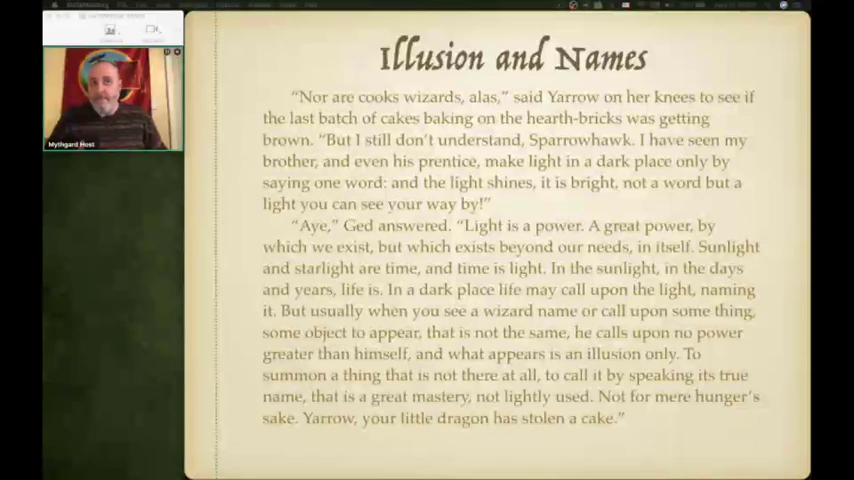 Mythgard Host
Illusion and Names
“Nor are cooks wizards, alas,” said Yarrow on her knees to see if
the last batch of cakes baking on the hearth-bricks was getting
brown. “But I still don’t understand, Sparrowhawk. I have seen my
brother, and even his prentice, make light in a dark place only by
saying one word: and the light shines, it is bright, not a word but a
light you can see your way by!”
“Aye,” Ged answered. “Light is a power. A great power, by
which we exist, but which exists beyond our needs, in itself. Sunlight
and starlight are time, and time is light. In the sunlight, in the days
and years, life is. In a dark place life may call upon the light, naming
it. But usually when you see a wizard name or call upon some thing,
some object to appear, that is not the same, he calls upon no power
greater than himself, and what appears is an illusion only. To
summon a thing that is not there at all, to call it by speaking its true
name, that is a great mastery, not lightly used. Not for mere hunger’s
sake. Yarrow, your little dragon has stolen a cake.”